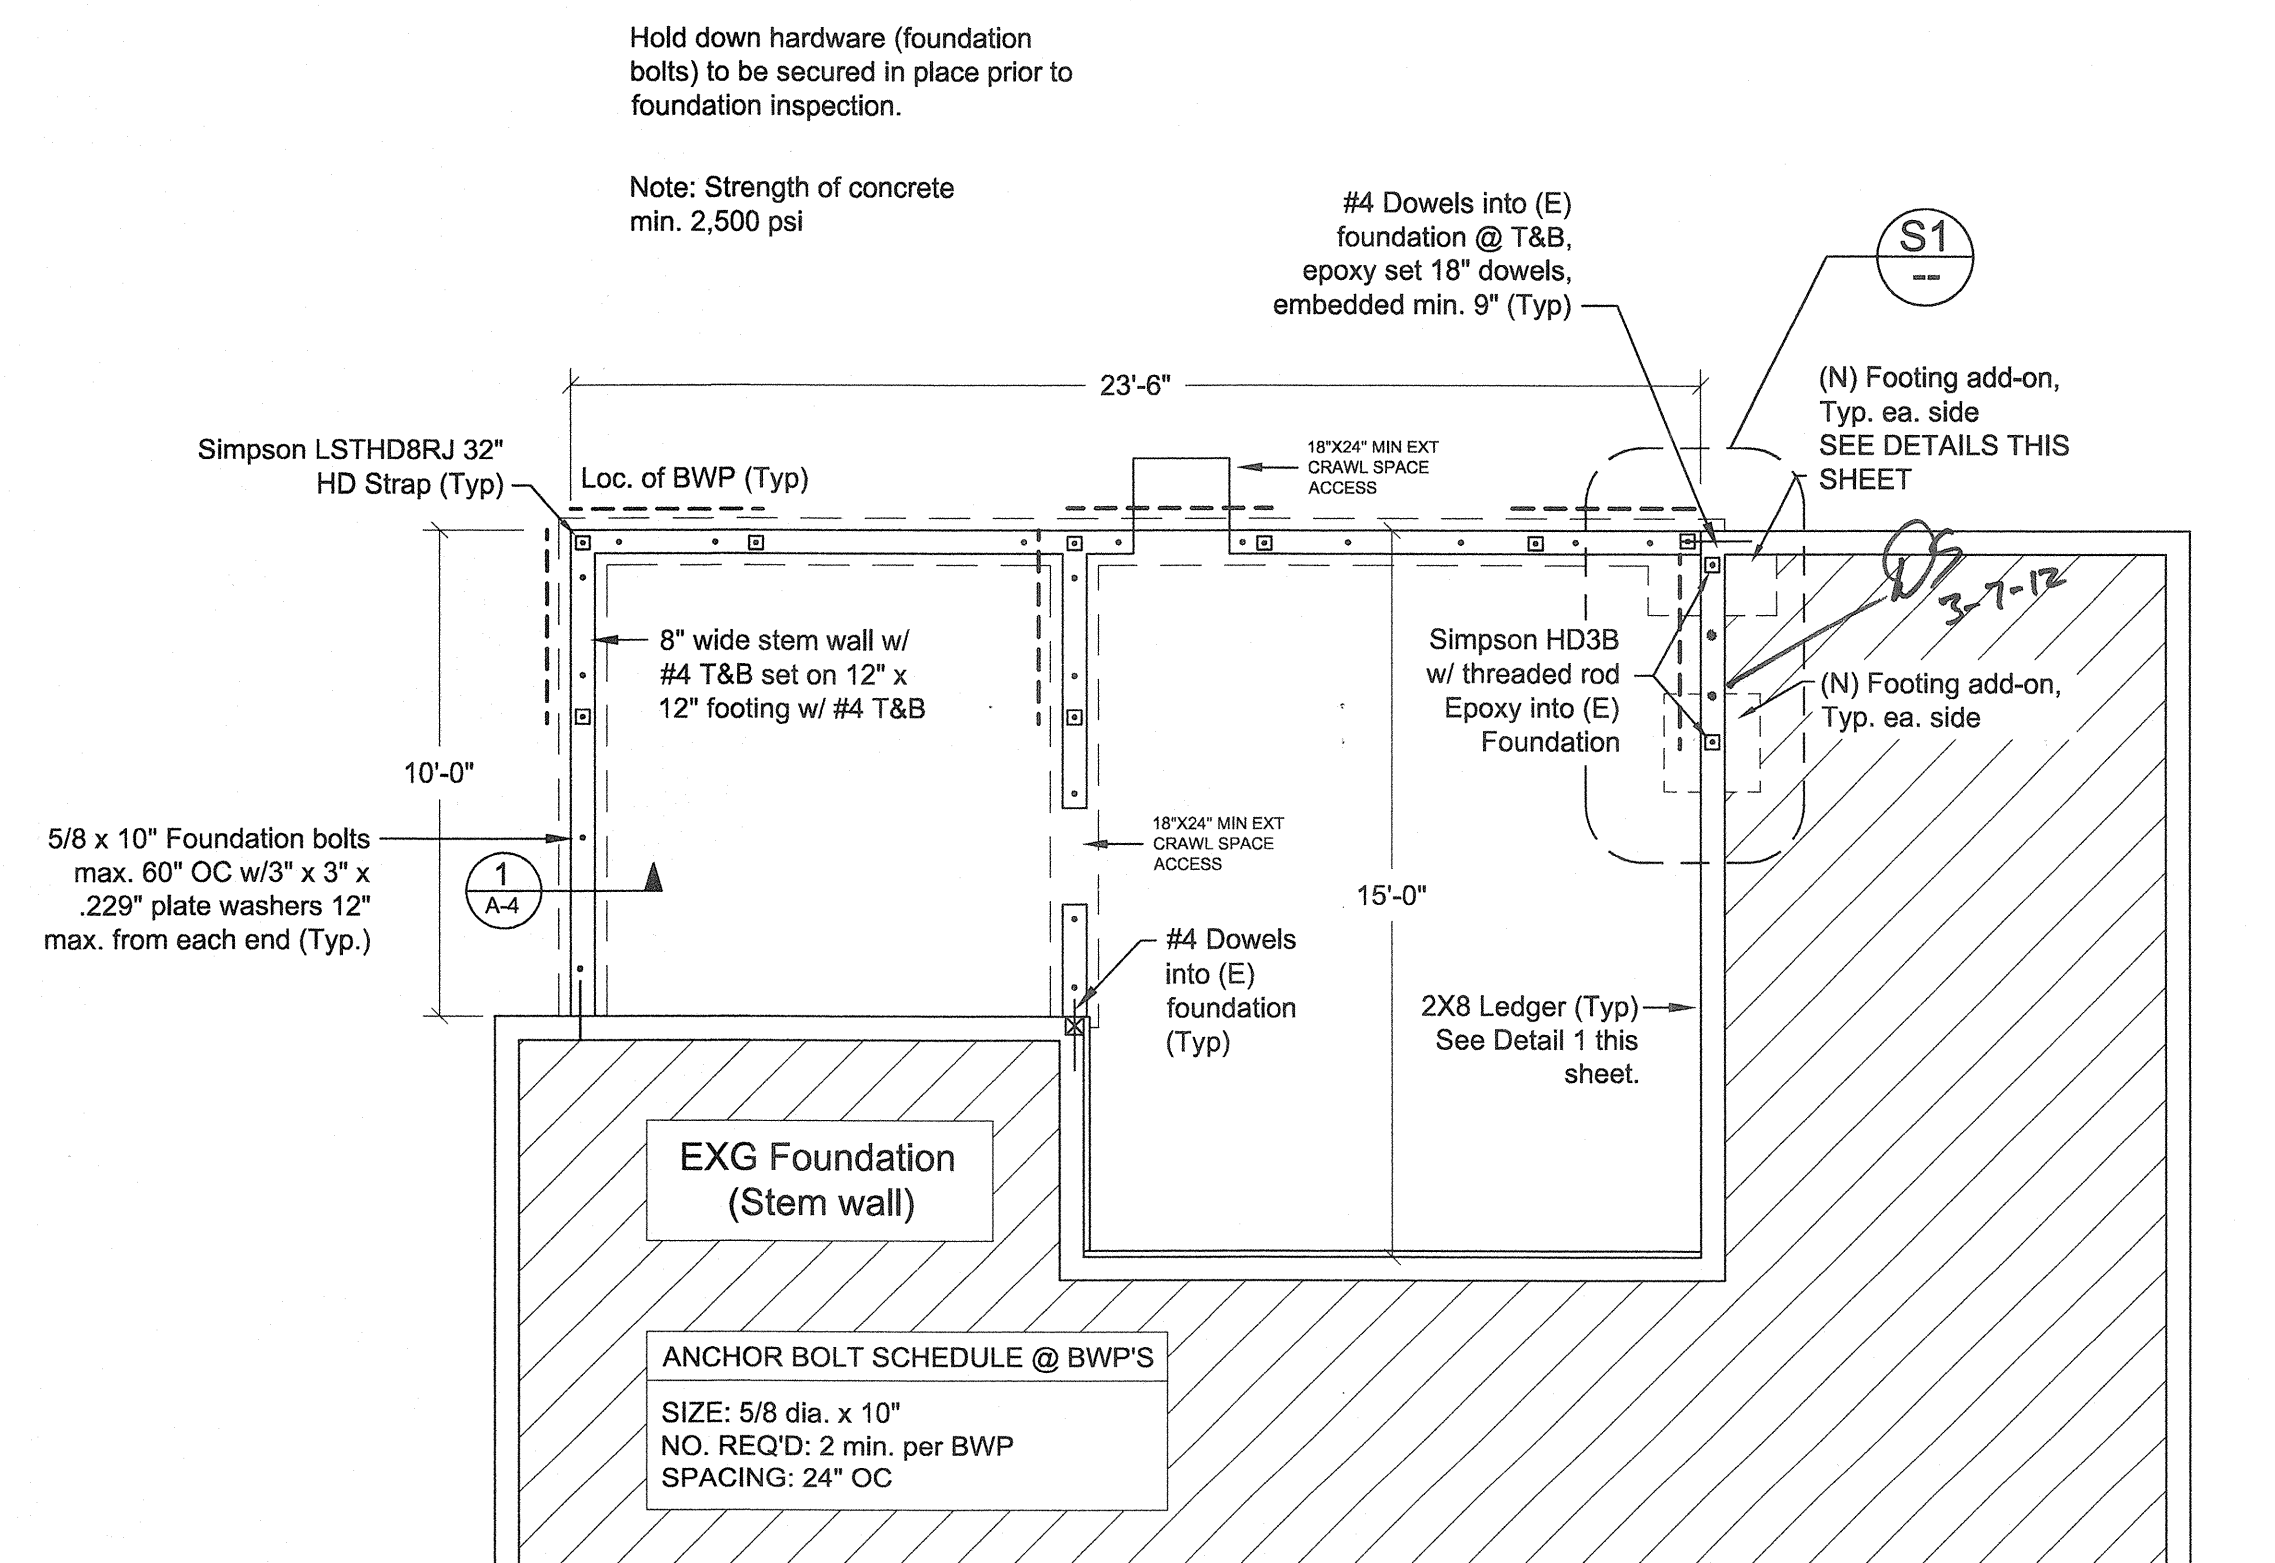 Hold down hardware (foundation
bolts) to be secured in place prior to
foundation inspection.
Note: Strength of concrete
min. 2,500 psi
#4 Dowels into (E)
foundation @ T&B,
epoxy set 18" dowels,
embedded min. 9" (Typ)
S1
--
23'-6"
(N) Footing add-on,
Typ. ea. side
SEE DETAILS THIS
SHEET
Simpson LSTHD8RJ 32"
HD Strap (Typ)
Loc. of BWP (Typ)
18"X24" MIN EXT
CRAWL SPACE
ACCESS
3-7-12
8" wide stem wall w/
#4 T&B set on 12" x
12" footing w/ #4 T&B
Simpson HD3B
w/ threaded rod
Epoxy into (E)
Foundation
(N) Footing add-on,
Typ. ea. side
10'-0"
5/8 x 10" Foundation bolts
max. 60" OC w/3" x 3" x
.229" plate washers 12"
max. from each end (Typ.)
1
A-4
18"X24" MIN EXT
CRAWL SPACE
ACCESS
15'-0"
#4 Dowels
into (E)
foundation
(Typ)
2X8 Ledger (Typ)
See Detail 1 this
sheet.
EXG Foundation
(Stem wall)
ANCHOR BOLT SCHEDULE @ BWP'S
SIZE: 5/8 dia. x 10"
NO. REQ'D: 2 min. per BWP
SPACING: 24" OC